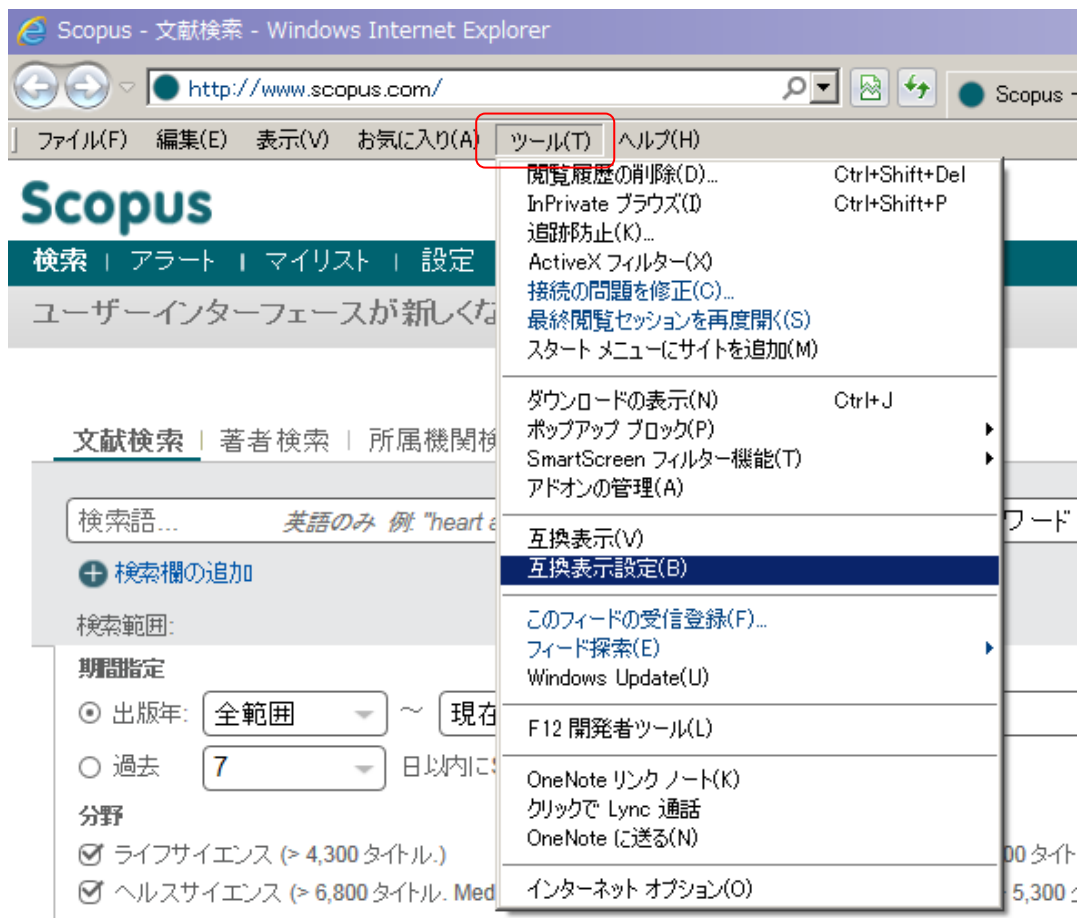 Scopus - 文献検索 - Windows Internet Explorer
http://www.scopus.com/
Scopus -
ファイル(F) 編集(E) 表示(V) お気に入り(A) ツール(T) ヘルプ(H)
閲覧履歴の削除(D)... Ctrl+Shift+Del
InPrivate ブラウズ(I) Ctrl+Shift+P
追跡防止(K)...
ActiveX フィルター(X)
接続の問題を修正(C)...
最終閲覧セッションを再度開く(S)
スタート メニューにサイトを追加(M)
ダウンロードの表示(N) Ctrl+J
ポップアップ ブロック(P)
SmartScreen フィルター機能(T)
アドオンの管理(A)
互換表示(V)
互換表示設定(B)
このフィードの受信登録(F)...
フィード探索(E)
Windows Update(U)
F12 開発者ツール(L)
OneNote リンク ノート(K)
クリックで Lync 通話
OneNote に送る(N)
インターネット オプション(O)
Scopus
検索 | アラート | マイリスト | 設定
ユーザーインターフェースが新しくな
文献検索 | 著者検索 | 所属機関検
検索語... 英語のみ 例: "heart a
ワード
検索欄の追加
検索範囲:
期間指定
出版年: 全範囲 ~ 現在
過去 7 日以内にS
分野
ライフサイエンス (> 4,300 タイトル.)
00 タイト
ヘルスサイエンス (> 6,800 タイトル. Med
5,300